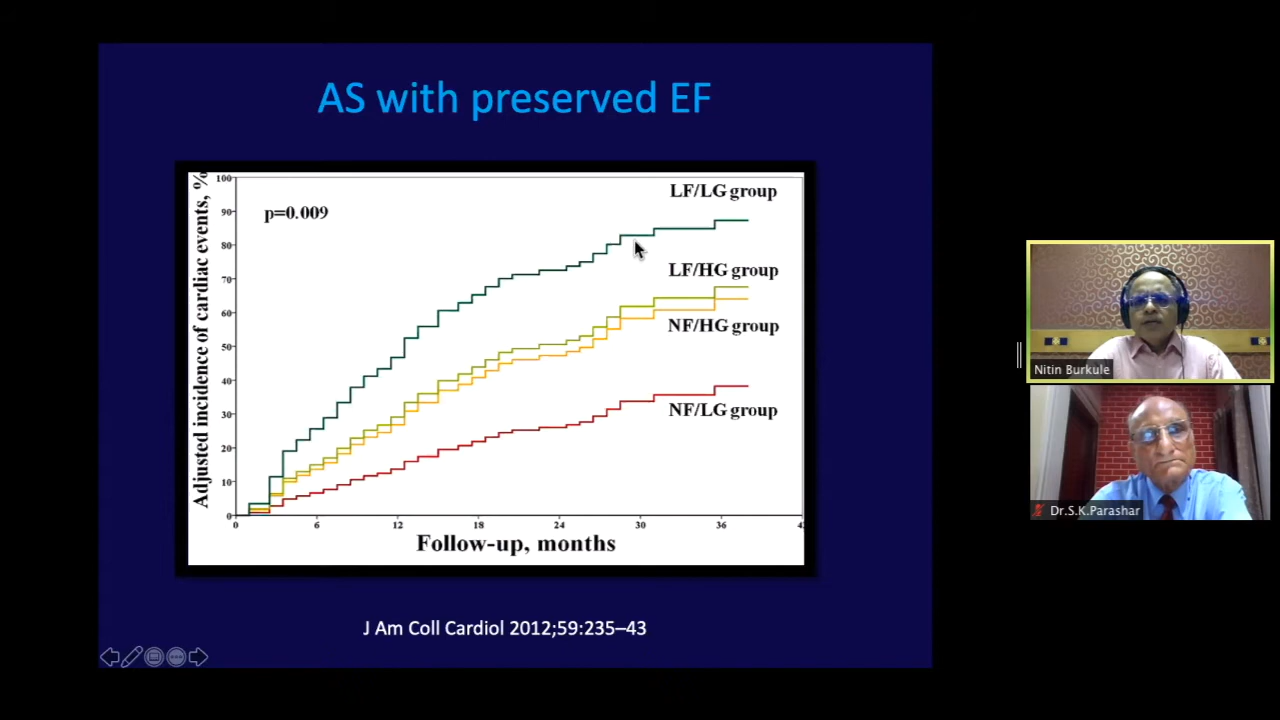 AS with preserved EF
Adjusted incidence of cardiac events, %
100
90
80
70
60
50
40
30
20
10
0
p=0.009
LF/LG group
LF/HG group
NF/HG group
NF/LG group
0 6 12 18 24 30 36
Follow-up, months
J Am Coll Cardiol 2012;59:235–43
Nitin Burkule
Dr.S.K.Parashar